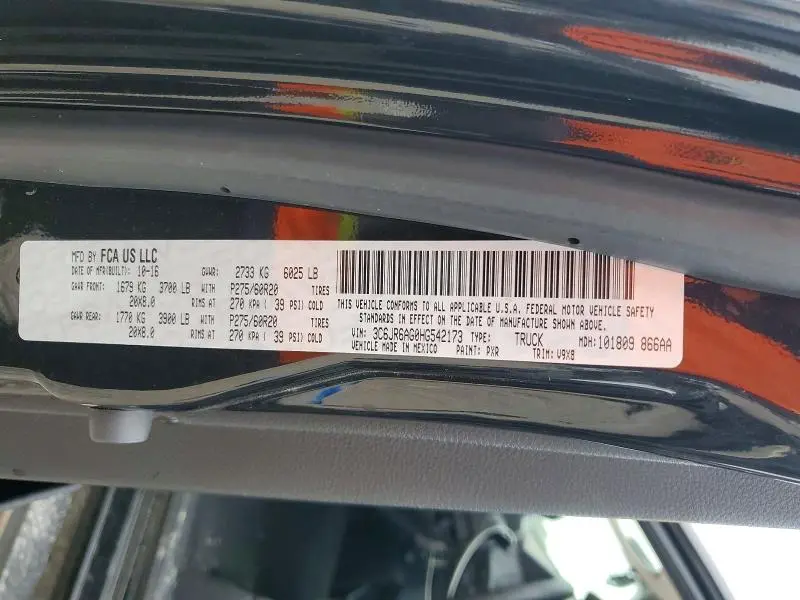 MFD BY FCA US LLC
DATE OF MFR(BUILT): 10-16 GVWR: 2733 KG 6025 LB
GAWR FRONT: 1679 KG 3700 LB WITH P275/60R20 TIRES
20X8.0 RIMS AT 270 KPA ( 39 PSI) COLD
GAWR REAR: 1770 KG 3900 LB WITH P275/60R20 TIRES
20X8.0 RIMS AT 270 KPA ( 39 PSI) COLD
THIS VEHICLE CONFORMS TO ALL APPLICABLE U.S.A. FEDERAL MOTOR VEHICLE SAFETY
STANDARDS IN EFFECT ON THE DATE OF MANUFACTURE SHOWN ABOVE.
VIN: 3C6JR6AG0HG542173 TYPE: TRUCK MDH: 101809 866AA
VEHICLE MADE IN MEXICO PAINT: PXR TRIM: V9X8